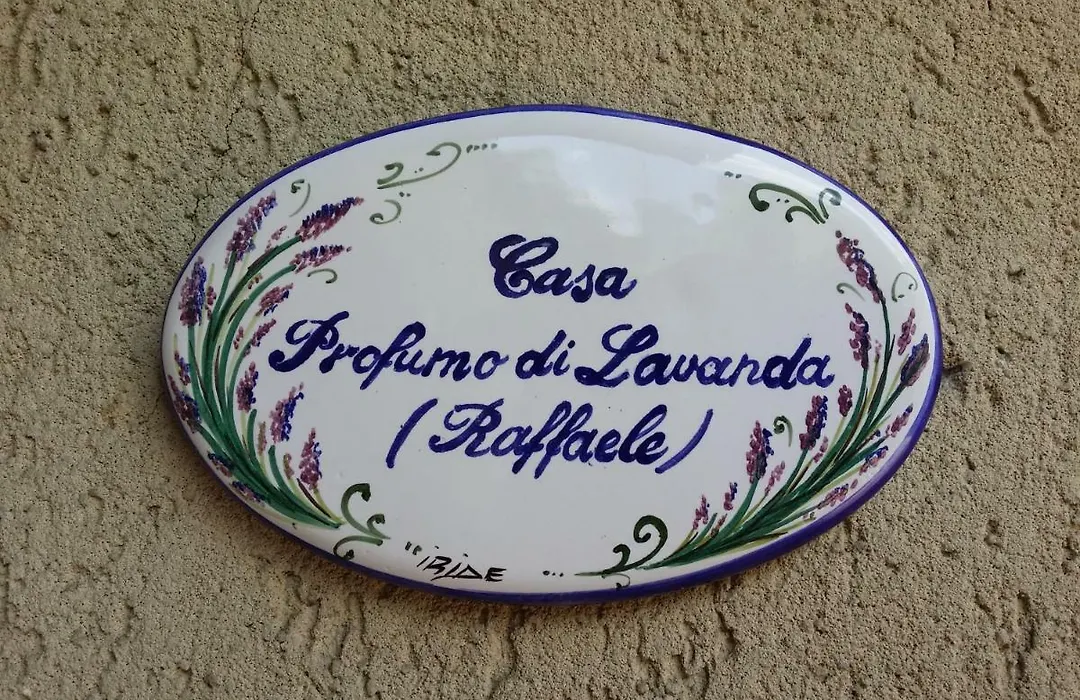 Casa
Profumo di Lavanda
(Raffaele)
"iRiDE